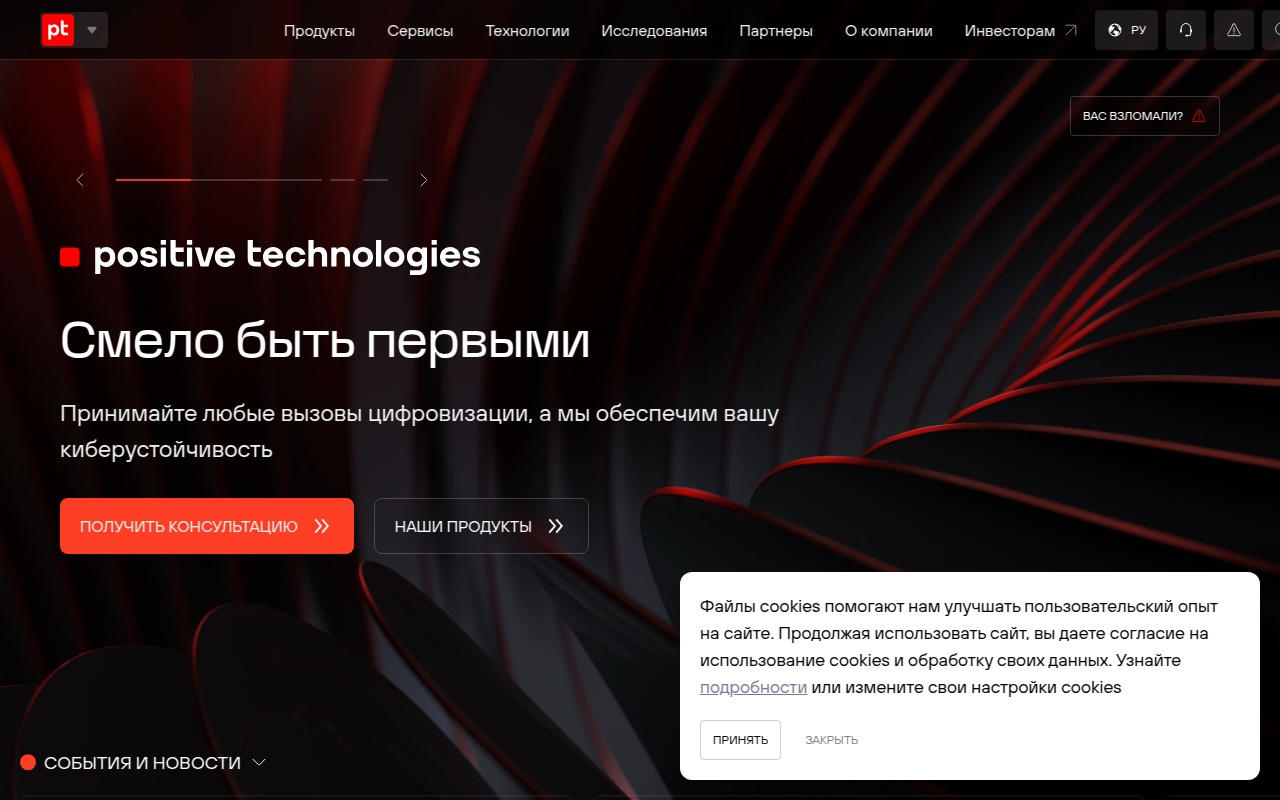 pt
Продукты
Сервисы
Технологии
Исследования
Партнеры
О компании
Инвесторам
РУ
ВАС ВЗЛОМАЛИ?
positive technologies
Смело быть первыми
Принимайте любые вызовы цифровизации, а мы обеспечим вашу
киберустойчивость
ПОЛУЧИТЬ КОНСУЛЬТАЦИЮ
НАШИ ПРОДУКТЫ
Файлы cookies помогают нам улучшать пользовательский опыт
на сайте. Продолжая использовать сайт, вы даете согласие на
использование cookies и обработку своих данных. Узнайте
подробности или измените свои настройки cookies
ПРИНЯТЬ
ЗАКРЫТЬ
СОБЫТИЯ И НОВОСТИ